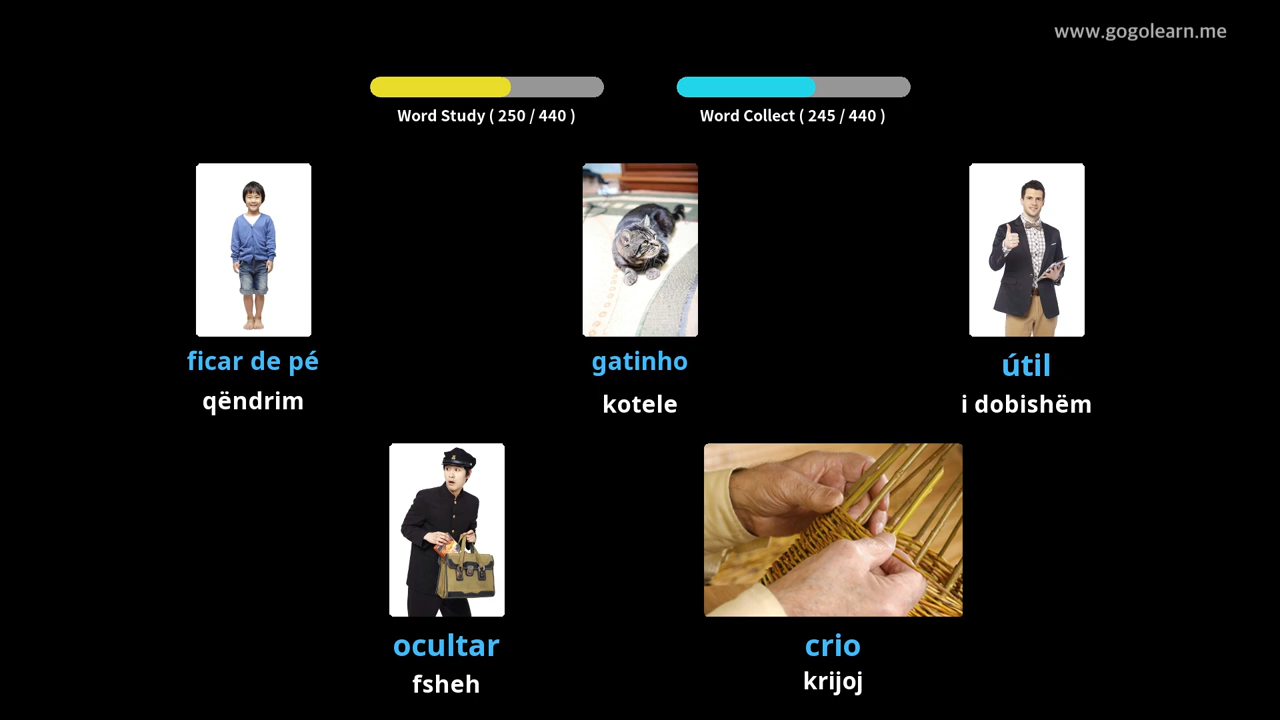 www.gogolearn.me
Word Study ( 250 / 440 )
Word Collect ( 245 / 440 )
ficar de pé
qëndrim
gatinho
kotele
útil
i dobishëm
ocultar
fsheh
crio
krijoj